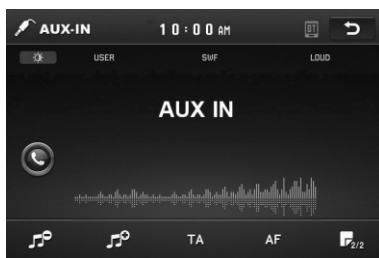 AUX-IN 10:00 AM BT
USER SWF LOUD
AUX IN
TA AF 2/2